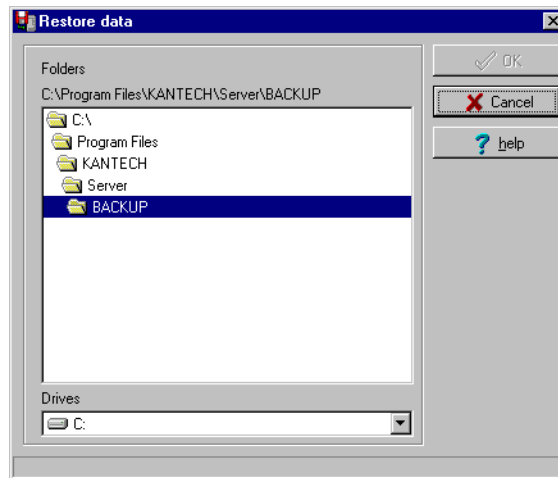 Restore data
Folders
C:\Program Files\KANTECH\Server\BACKUP
C:\
Program Files
KANTECH
Server
BACKUP
Drives
C:
OK
Cancel
help